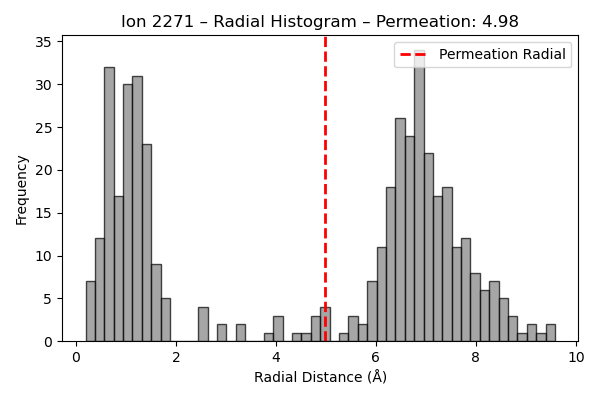 Ion 2271 – Radial Histogram – Permeation: 4.98
Permeation Radial
Frequency
35
30
25
20
15
10
5
0
0 2 4 6 8 10
Radial Distance (Å)